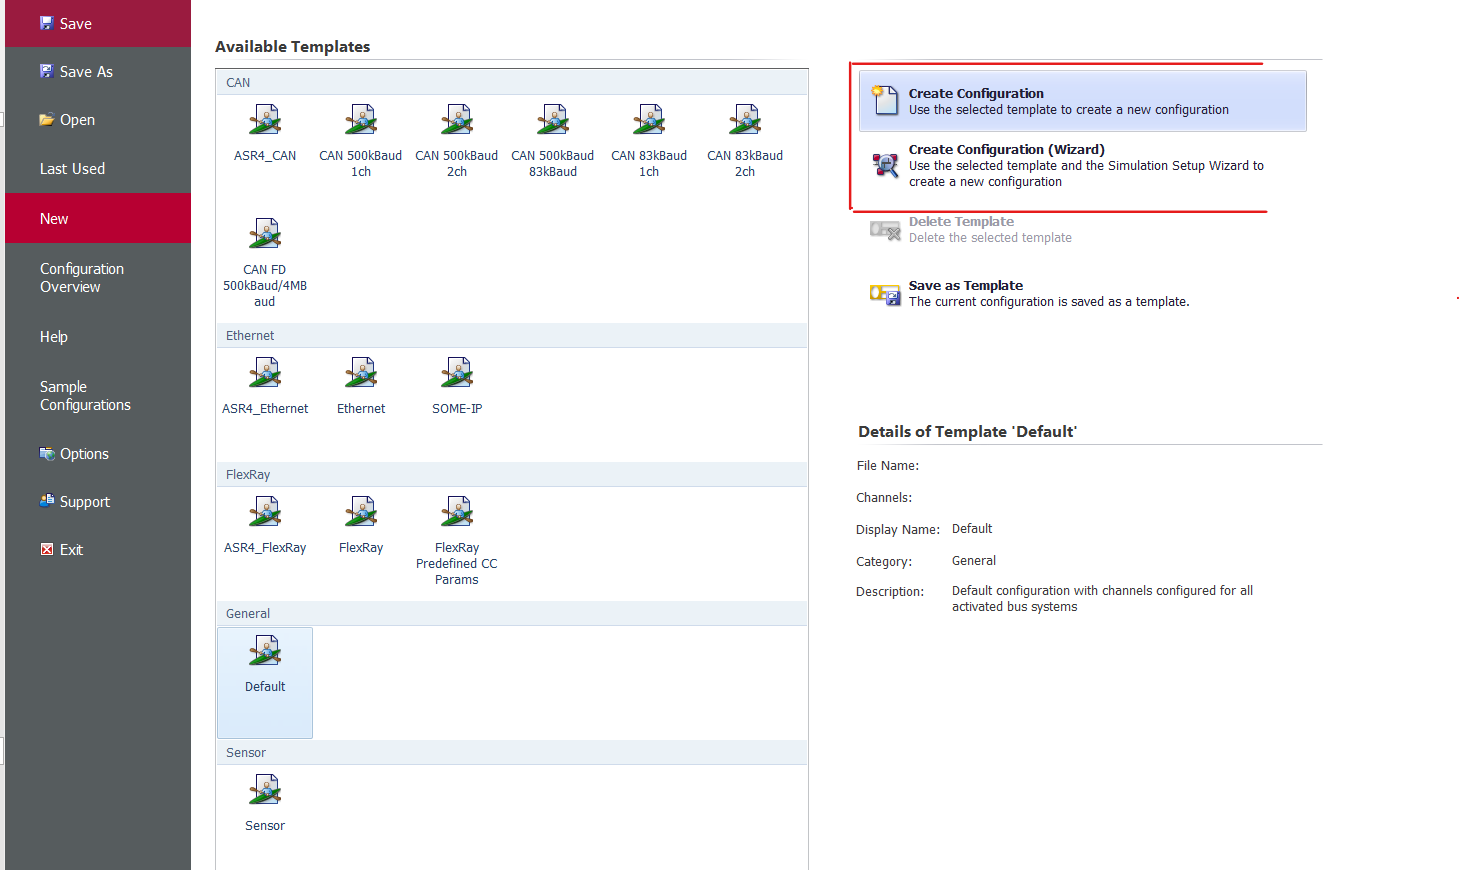 Save
Save As
Open
Last Used
New
Configuration
Overview
Help
Sample
Configurations
Options
Support
Exit
Available Templates
CAN
ASR4_CAN
CAN 500kBaud
1ch
CAN 500kBaud
2ch
CAN 500kBaud
83kBaud
CAN 83kBaud
1ch
CAN 83kBaud
2ch
CAN FD
500kBaud/4MB
aud
Ethernet
ASR4_Ethernet
Ethernet
SOME-IP
FlexRay
ASR4_FlexRay
FlexRay
FlexRay
Predefined CC
Params
General
Default
Sensor
Sensor
Create Configuration
Use the selected template to create a new configuration
Create Configuration (Wizard)
Use the selected template and the Simulation Setup Wizard to
create a new configuration
Delete Template
Delete the selected template
Save as Template
The current configuration is saved as a template.
Details of Template 'Default'
File Name:
Channels:
Display Name: Default
Category: General
Description: Default configuration with channels configured for all
activated bus systems